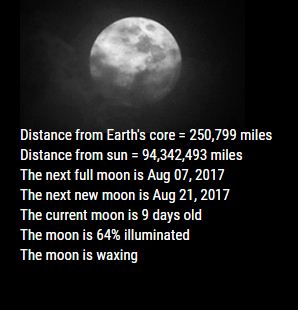 Distance from Earth's core = 250,799 miles
Distance from sun = 94,342,493 miles
The next full moon is Aug 07, 2017
The next new moon is Aug 21, 2017
The current moon is 9 days old
The moon is 64% illuminated
The moon is waxing